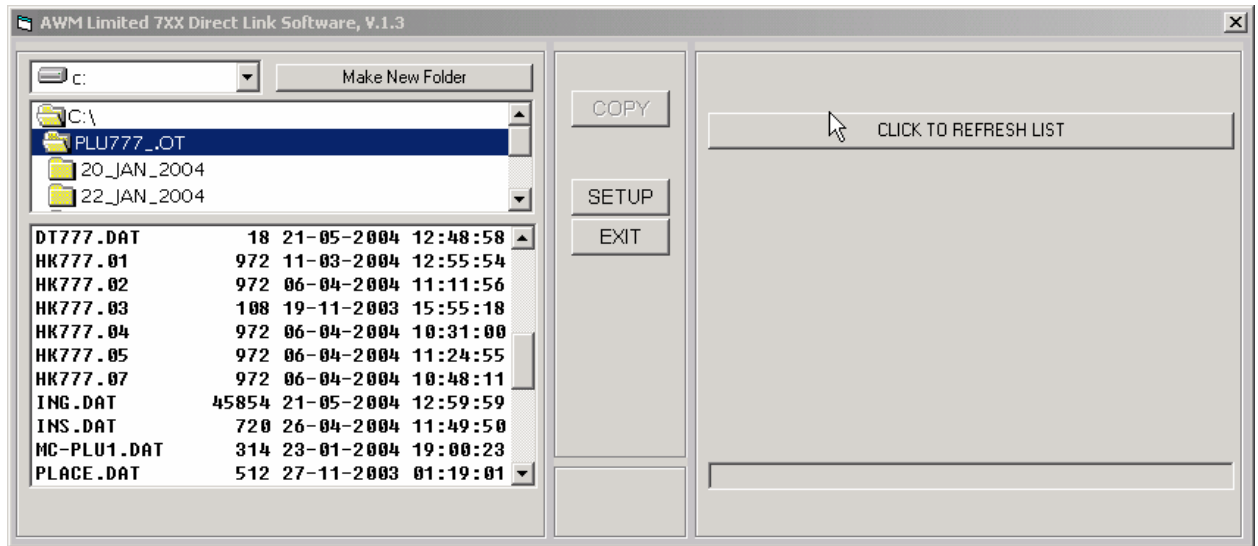 AWM Limited 7XX Direct Link Software, V.1.3
c:
Make New Folder
C:\
PLU777_.OT
20_JAN_2004
22_JAN_2004
DT777.DAT 18 21-05-2004 12:48:58
HK777.01 972 11-03-2004 12:55:54
HK777.02 972 06-04-2004 11:11:56
HK777.03 108 19-11-2003 15:55:18
HK777.04 972 06-04-2004 10:31:00
HK777.05 972 06-04-2004 11:24:55
HK777.07 972 06-04-2004 10:48:11
ING.DAT 45854 21-05-2004 12:59:59
INS.DAT 720 26-04-2004 11:49:50
MC-PLU1.DAT 314 23-01-2004 19:00:23
PLACE.DAT 512 27-11-2003 01:19:01
COPY
SETUP
EXIT
CLICK TO REFRESH LIST